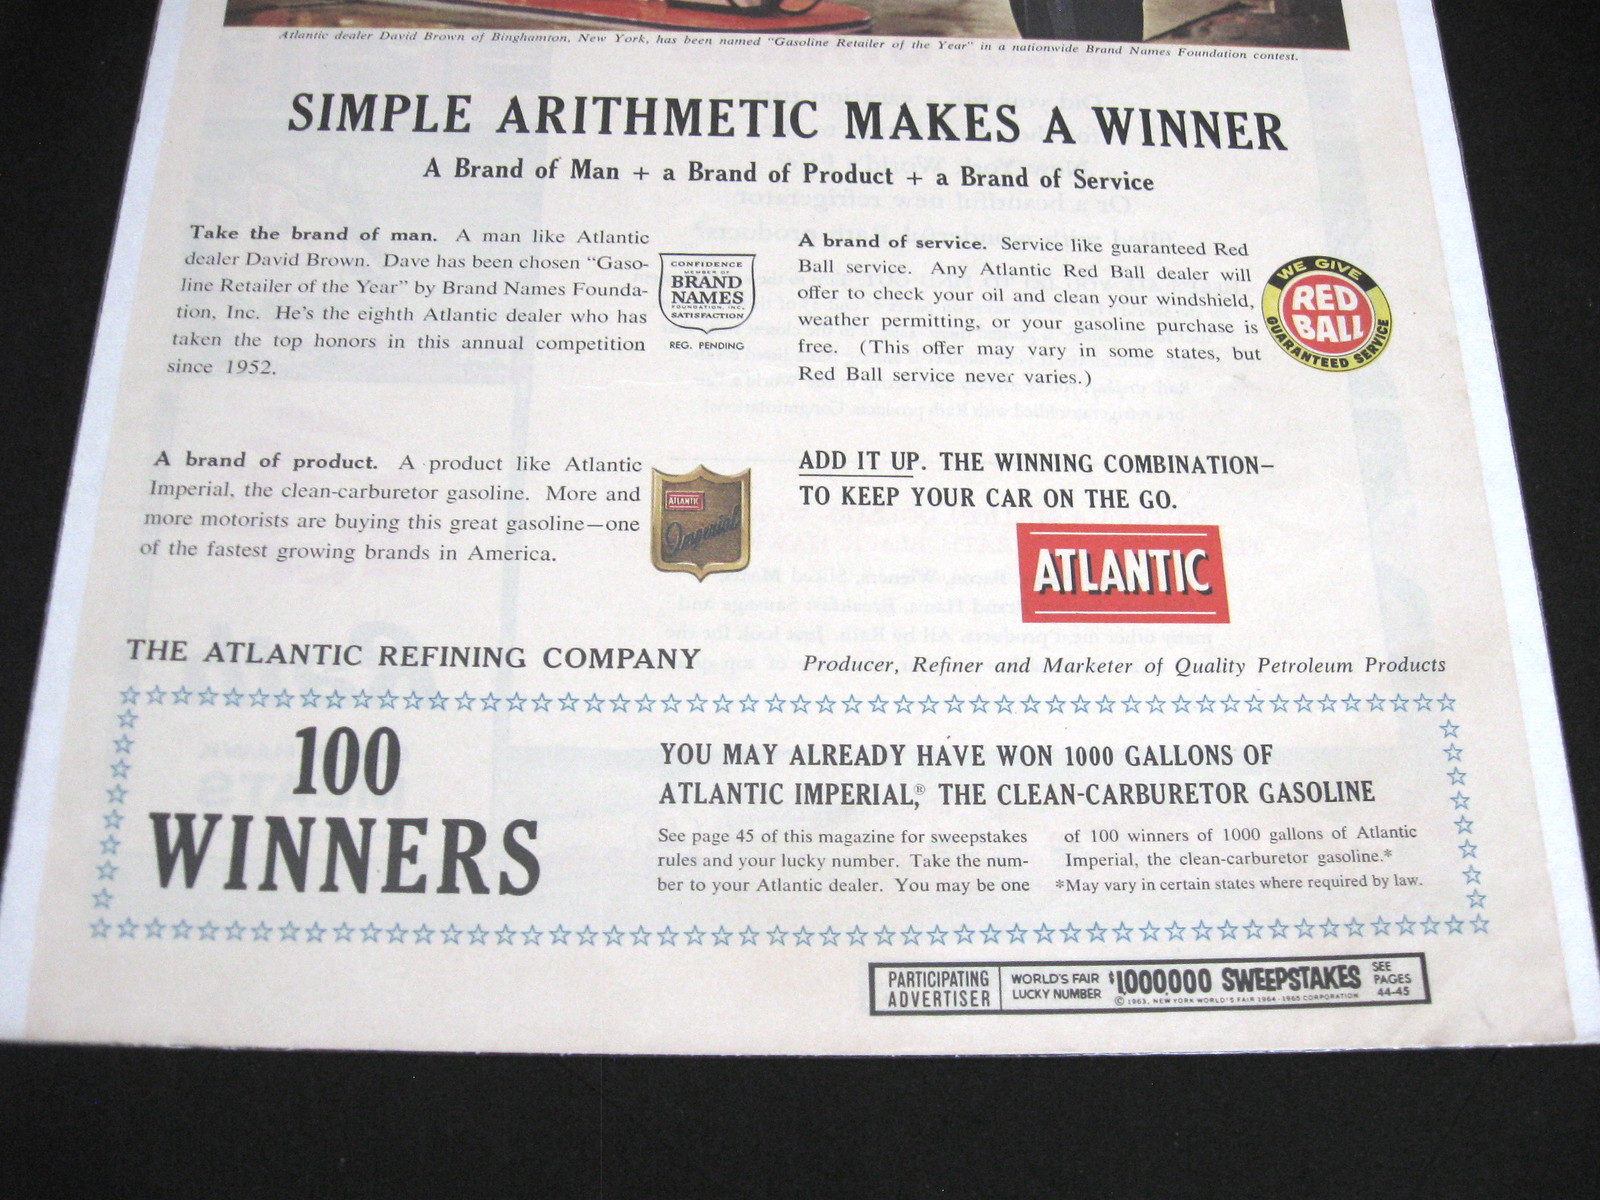 Atlantic dealer David Brown of Binghamton, New York, has been named "Gasoline Retailer of the Year" in a nationwide Brand Names Foundation contest.
SIMPLE ARITHMETIC MAKES A WINNER
A Brand of Man + a Brand of Product + a Brand of Service
Take the brand of man. A man like Atlantic
dealer David Brown. Dave has been chosen "Gaso-
line Retailer of the Year" by Brand Names Founda-
tion, Inc. He's the eighth Atlantic dealer who has
taken the top honors in this annual competition
since 1952.
CONFIDENCE
MEMBER OF
BRAND
NAMES
FOUNDATION, INC.
SATISFACTION
REG. PENDING
A brand of product. A product like Atlantic
Imperial, the clean-carburetor gasoline. More and
more motorists are buying this great gasoline—one
of the fastest growing brands in America.
ATLANTIC
Imperial
A brand of service. Service like guaranteed Red
Ball service. Any Atlantic Red Ball dealer will
offer to check your oil and clean your windshield,
weather permitting, or your gasoline purchase is
free. (This offer may vary in some states, but
Red Ball service never varies.)
WE GIVE
RED
BALL
GUARANTEED SERVICE
ADD IT UP. THE WINNING COMBINATION—
TO KEEP YOUR CAR ON THE GO.
ATLANTIC
THE ATLANTIC REFINING COMPANY
Producer, Refiner and Marketer of Quality Petroleum Products
100
WINNERS
YOU MAY ALREADY HAVE WON 1000 GALLONS OF
ATLANTIC IMPERIAL,® THE CLEAN-CARBURETOR GASOLINE
See page 45 of this magazine for sweepstakes
rules and your lucky number. Take the num-
ber to your Atlantic dealer. You may be one
of 100 winners of 1000 gallons of Atlantic
Imperial, the clean-carburetor gasoline.*
*May vary in certain states where required by law.
PARTICIPATING
ADVERTISER
WORLD'S FAIR
LUCKY NUMBER
$1,000,000 SWEEPSTAKES
© 1963, NEW YORK WORLD'S FAIR 1964-1965 CORPORATION
SEE
PAGES
44-45